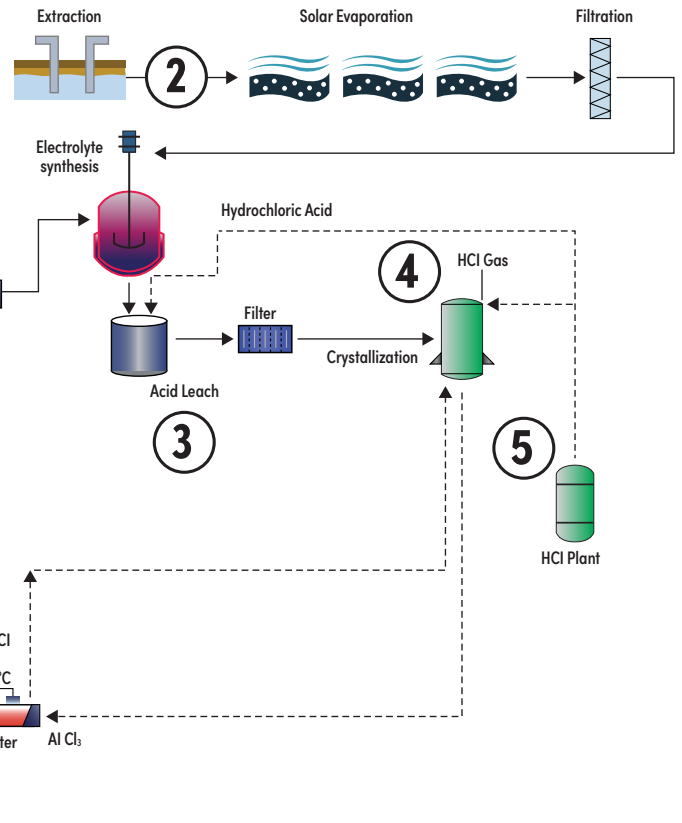 Extraction
Solar Evaporation
Filtration
2
Electrolyte
synthesis
Hydrochloric Acid
4
HCl Gas
Filter
Crystallization
Acid Leach
3
5
HCl Plant
Cl
°C
ter
Al Cl₃